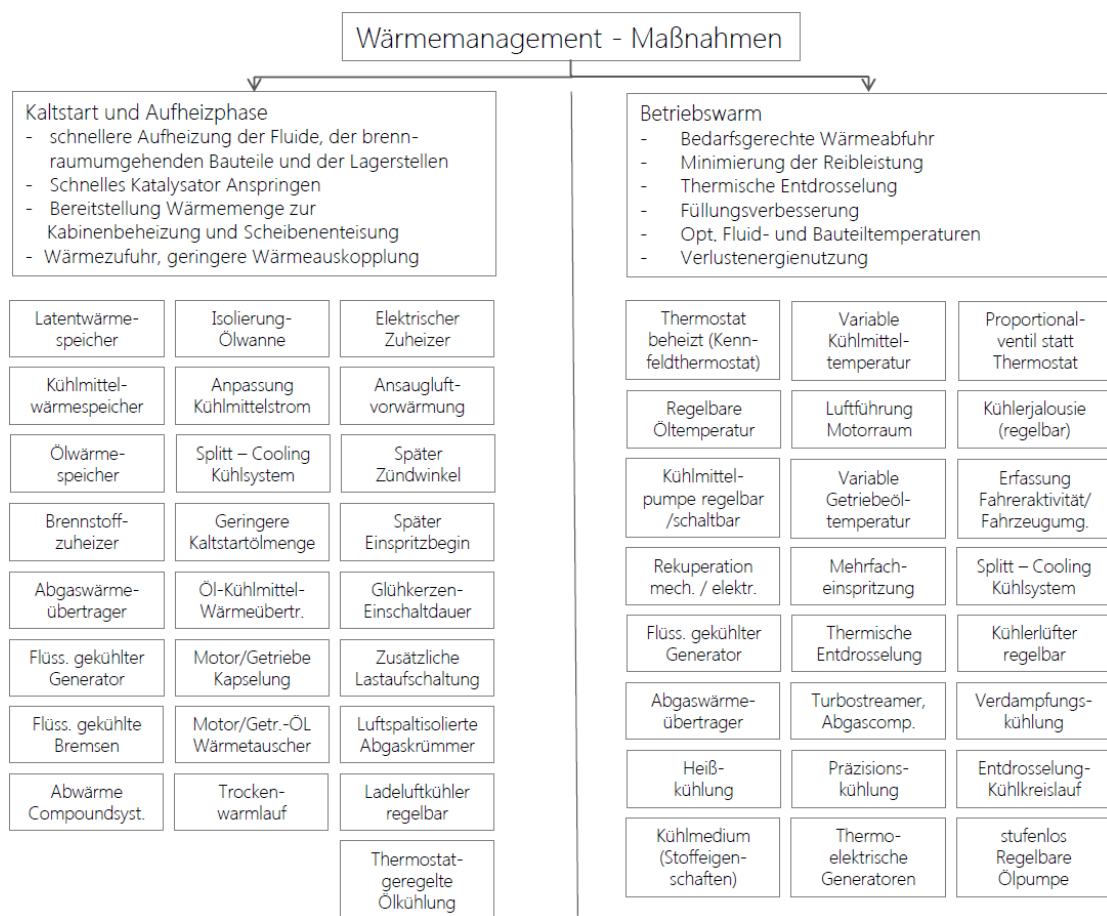 Wärmemanagement - Maßnahmen
Kaltstart und Aufheizphase
- schnellere Aufheizung der Fluide, der brenn-
raumumgehenden Bauteile und der Lagerstellen
- Schnelles Katalysator Anspringen
- Bereitstellung Wärmemenge zur
Kabinenbeheizung und Scheibenenteisung
- Wärmezufuhr, geringere Wärmeauskopplung
Latentwärme-
speicher
Isolierung-
Ölwanne
Elektrischer
Zuheizer
Kühlmittel-
wärmespeicher
Anpassung
Kühlmittelstrom
Ansaugluft-
vorwärmung
Ölwärme-
speicher
Splitt – Cooling
Kühlsystem
Später
Zündwinkel
Brennstoff-
zuheizer
Geringere
Kaltstartölmenge
Später
Einspritzbegin
Abgaswärme-
übertrager
Öl-Kühlmittel-
Wärmeübertr.
Glühkerzen-
Einschaltdauer
Flüss. gekühlter
Generator
Motor/Getriebe
Kapselung
Zusätzliche
Lastaufschaltung
Flüss. gekühlte
Bremsen
Motor/Getr.-ÖL
Wärmetauscher
Luftspaltisolierte
Abgaskrümmer
Abwärme
Compoundsyst.
Trocken-
warmlauf
Ladeluftkühler
regelbar
Thermostat-
geregelte
Ölkühlung
Betriebswarm
- Bedarfsgerechte Wärmeabfuhr
- Minimierung der Reibleistung
- Thermische Entdrosselung
- Füllungsverbesserung
- Opt. Fluid- und Bauteiltemperaturen
- Verlustenergienutzung
Thermostat
beheizt (Kenn-
feldthermostat)
Variable
Kühlmittel-
temperatur
Proportional-
ventil statt
Thermostat
Regelbare
Öltemperatur
Luftführung
Motorraum
Kühlerjalousie
(regelbar)
Kühlmittel-
pumpe regelbar
/schaltbar
Variable
Getriebeöl-
temperatur
Erfassung
Fahreraktivität/
Fahrzeugumg.
Rekuperation
mech. / elektr.
Mehrfach-
einspritzung
Splitt – Cooling
Kühlsystem
Flüss. gekühlter
Generator
Thermische
Entdrosselung
Kühlerlüfter
regelbar
Abgaswärme-
übertrager
Turbostreamer,
Abgascomp.
Verdampfungs-
kühlung
Heiß-
kühlung
Präzisions-
kühlung
Entdrosselung-
Kühlkreislauf
Kühlmedium
(Stoffeigen-
schaften)
Thermo-
elektrische
Generatoren
stufenlos
Regelbare
Ölpumpe